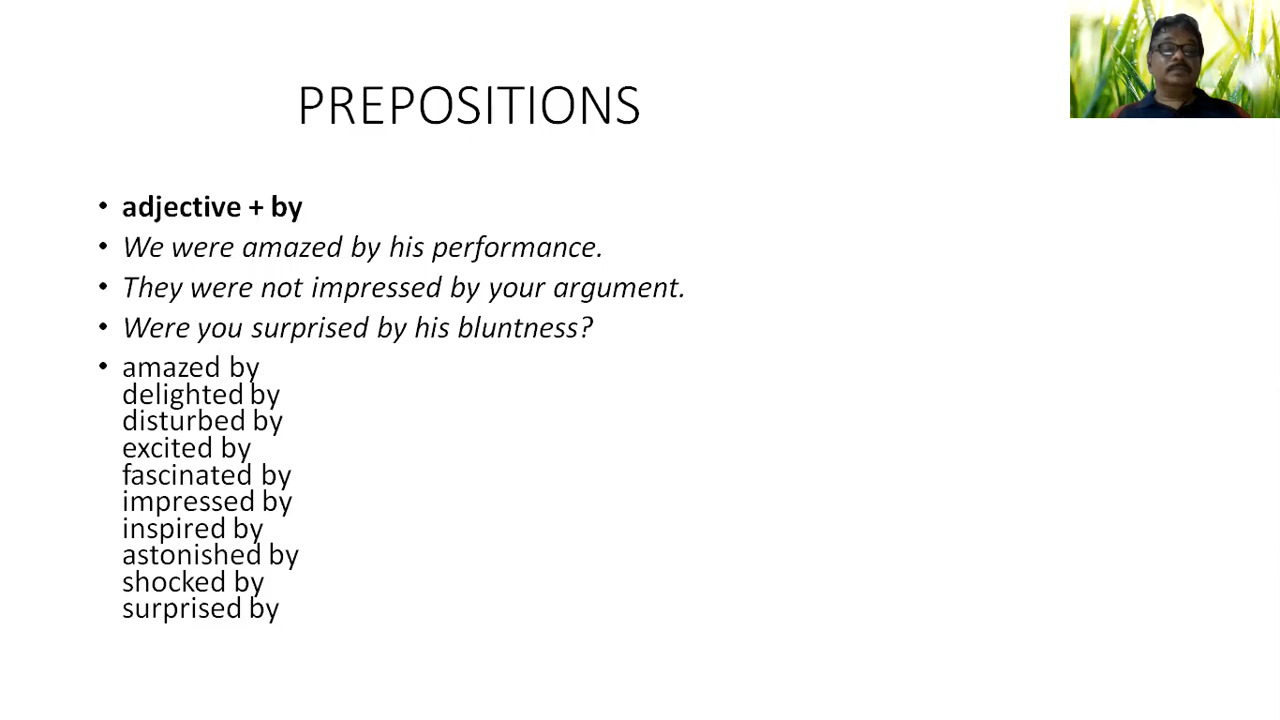 PREPOSITIONS
• adjective + by
• We were amazed by his performance.
• They were not impressed by your argument.
• Were you surprised by his bluntness?
• amazed by
delighted by
disturbed by
excited by
fascinated by
impressed by
inspired by
astonished by
shocked by
surprised by